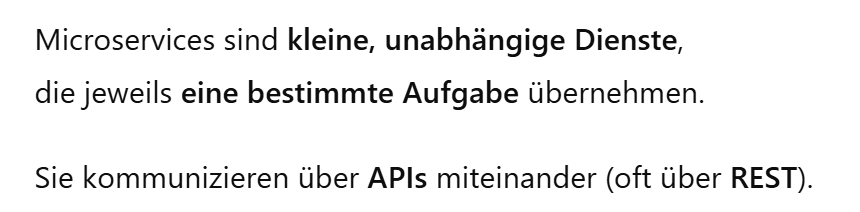 Microservices sind kleine, unabhängige Dienste,
die jeweils eine bestimmte Aufgabe übernehmen.
Sie kommunizieren über APIs miteinander (oft über REST).